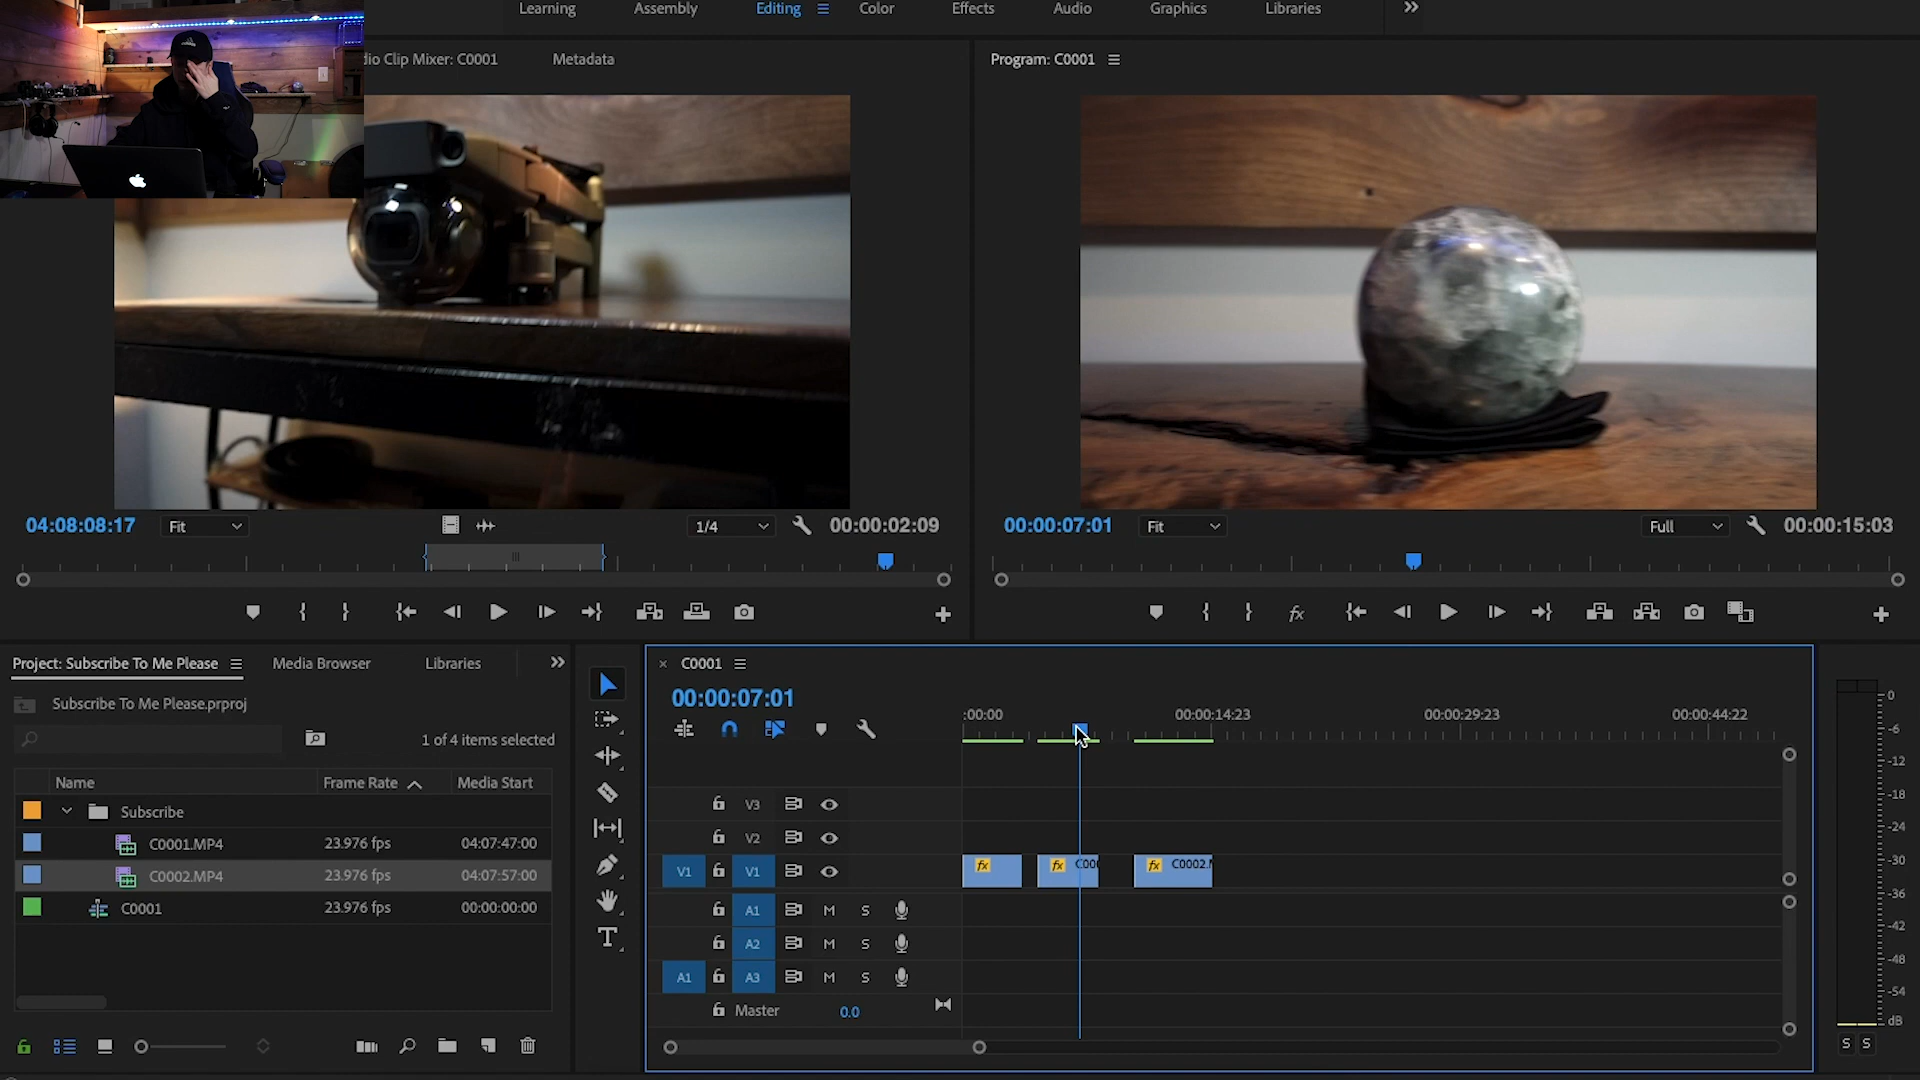 Learning Assembly Editing Color Effects Audio Graphics Libraries
dio Clip Mixer: C0001 Metadata
Program: C0001
04:08:08:17 Fit 1/4 00:00:02:09
00:00:07:01 Fit Full 00:00:15:03
Project: Subscribe To Me Please Media Browser Libraries
Subscribe To Me Please.prproj
1 of 4 items selected
Name Frame Rate Media Start
Subscribe
C0001.MP4 23.976 fps 04:07:47:00
C0002.MP4 23.976 fps 04:07:57:00
C0001 23.976 fps 00:00:00:00
T
C0001
00:00:07:01
:00:00 00:00:14:23 00:00:29:23 00:00:44:22
V3
V2
V1 V1 fx fx C00 fx C0002.M
A1 M S
A2 M S
A1 A3 M S
Master 0.0
0
-6
-12
-18
-24
-30
-36
-42
-48
-54
dB
S S